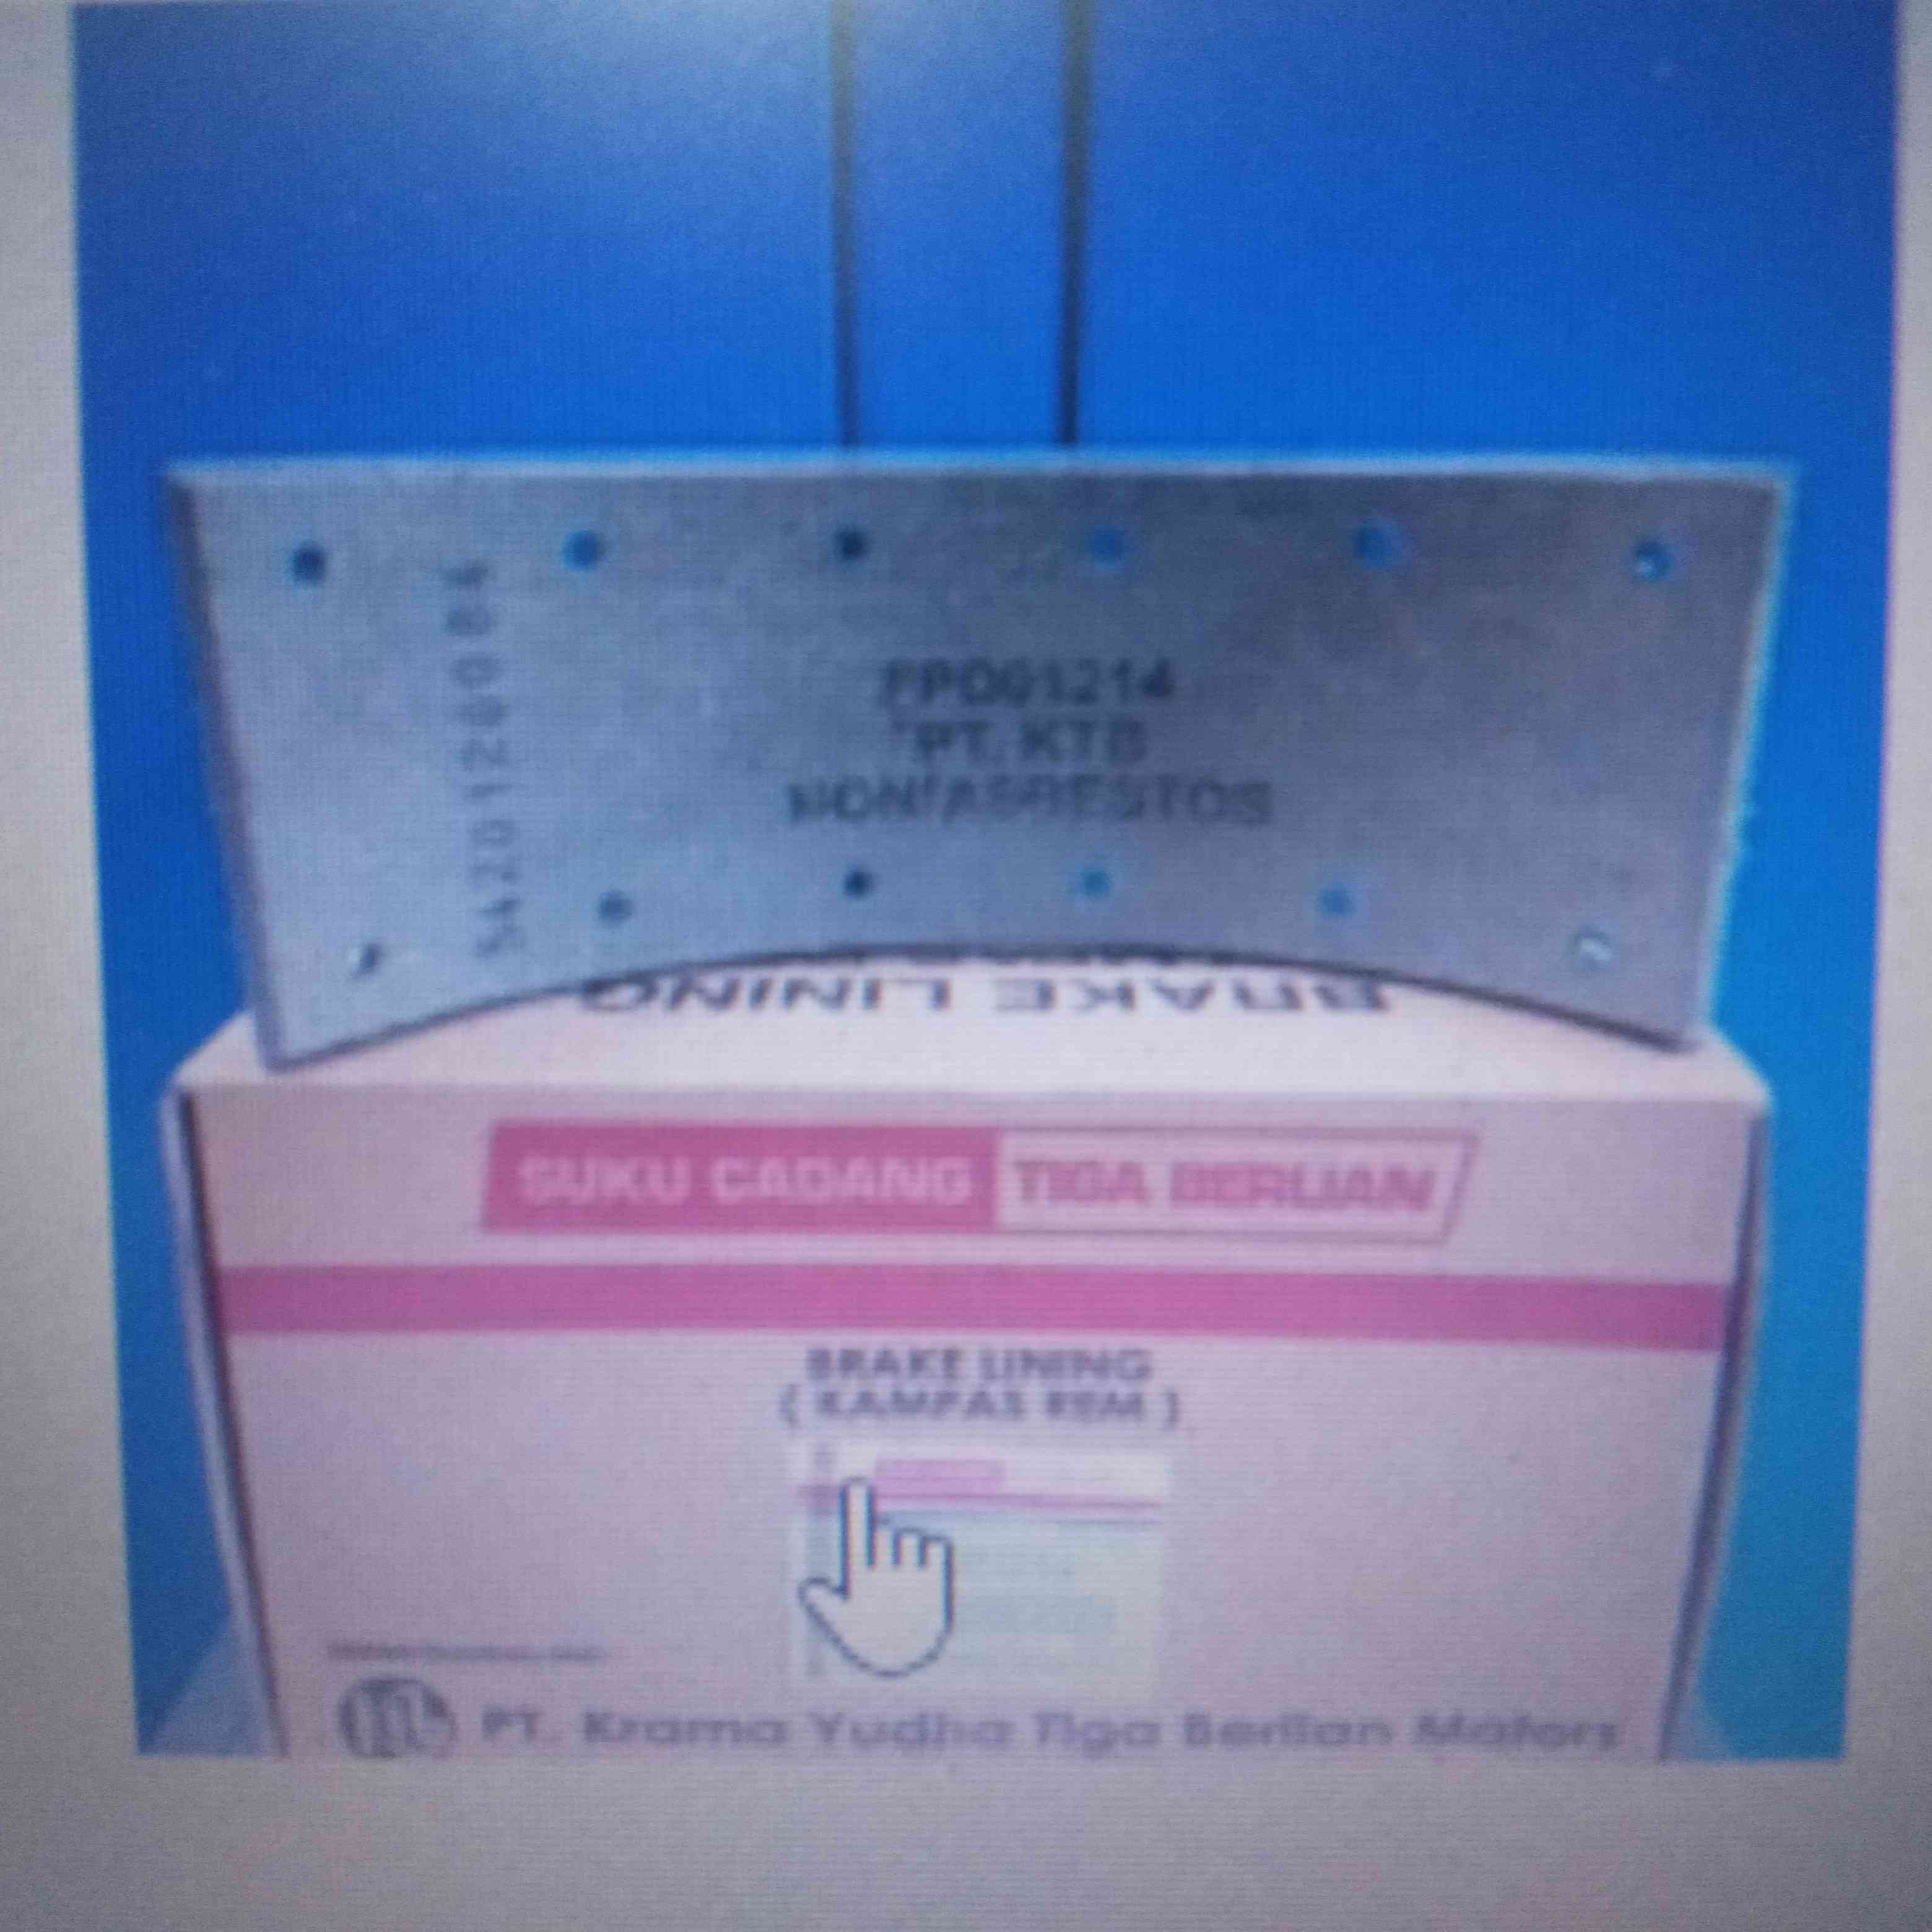 PP001214
PT. KTB
NON ASBESTOS
BRAKE LINING
SUKU CADANG TIGA BERLIAN
BRAKE LINING
( KAMPAS REM )
PT. Krama Yudha Tiga Berlian Motors